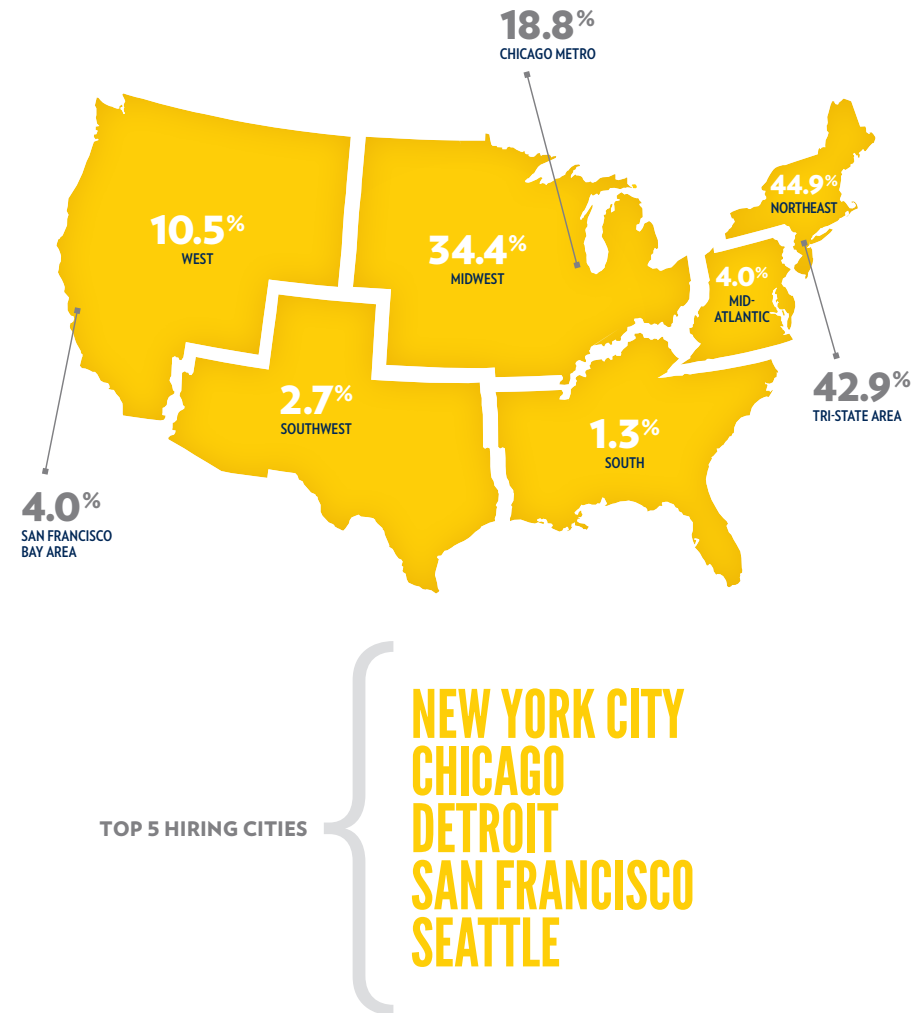 18.8%
CHICAGO METRO
44.9%
NORTHEAST
10.5%
WEST
34.4%
MIDWEST
4.0%
MID-
ATLANTIC
42.9%
TRI-STATE AREA
2.7%
SOUTHWEST
1.3%
SOUTH
4.0%
SAN FRANCISCO
BAY AREA
TOP 5 HIRING CITIES
NEW YORK CITY
CHICAGO
DETROIT
SAN FRANCISCO
SEATTLE